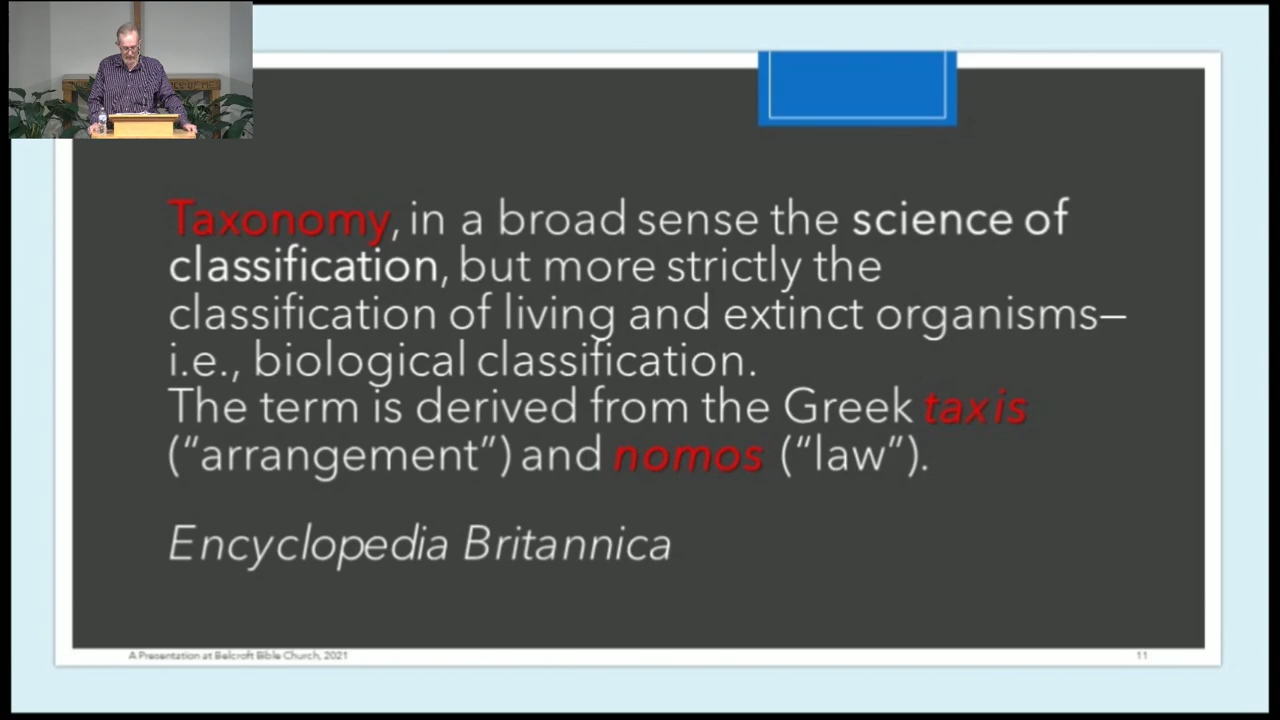 Taxonomy, in a broad sense the science of
classification, but more strictly the
classification of living and extinct organisms—
i.e., biological classification.
The term is derived from the Greek taxis
(“arrangement”) and nomos (“law”).
Encyclopedia Britannica
A Presentation at Belcroft Bible Church, 2021
11